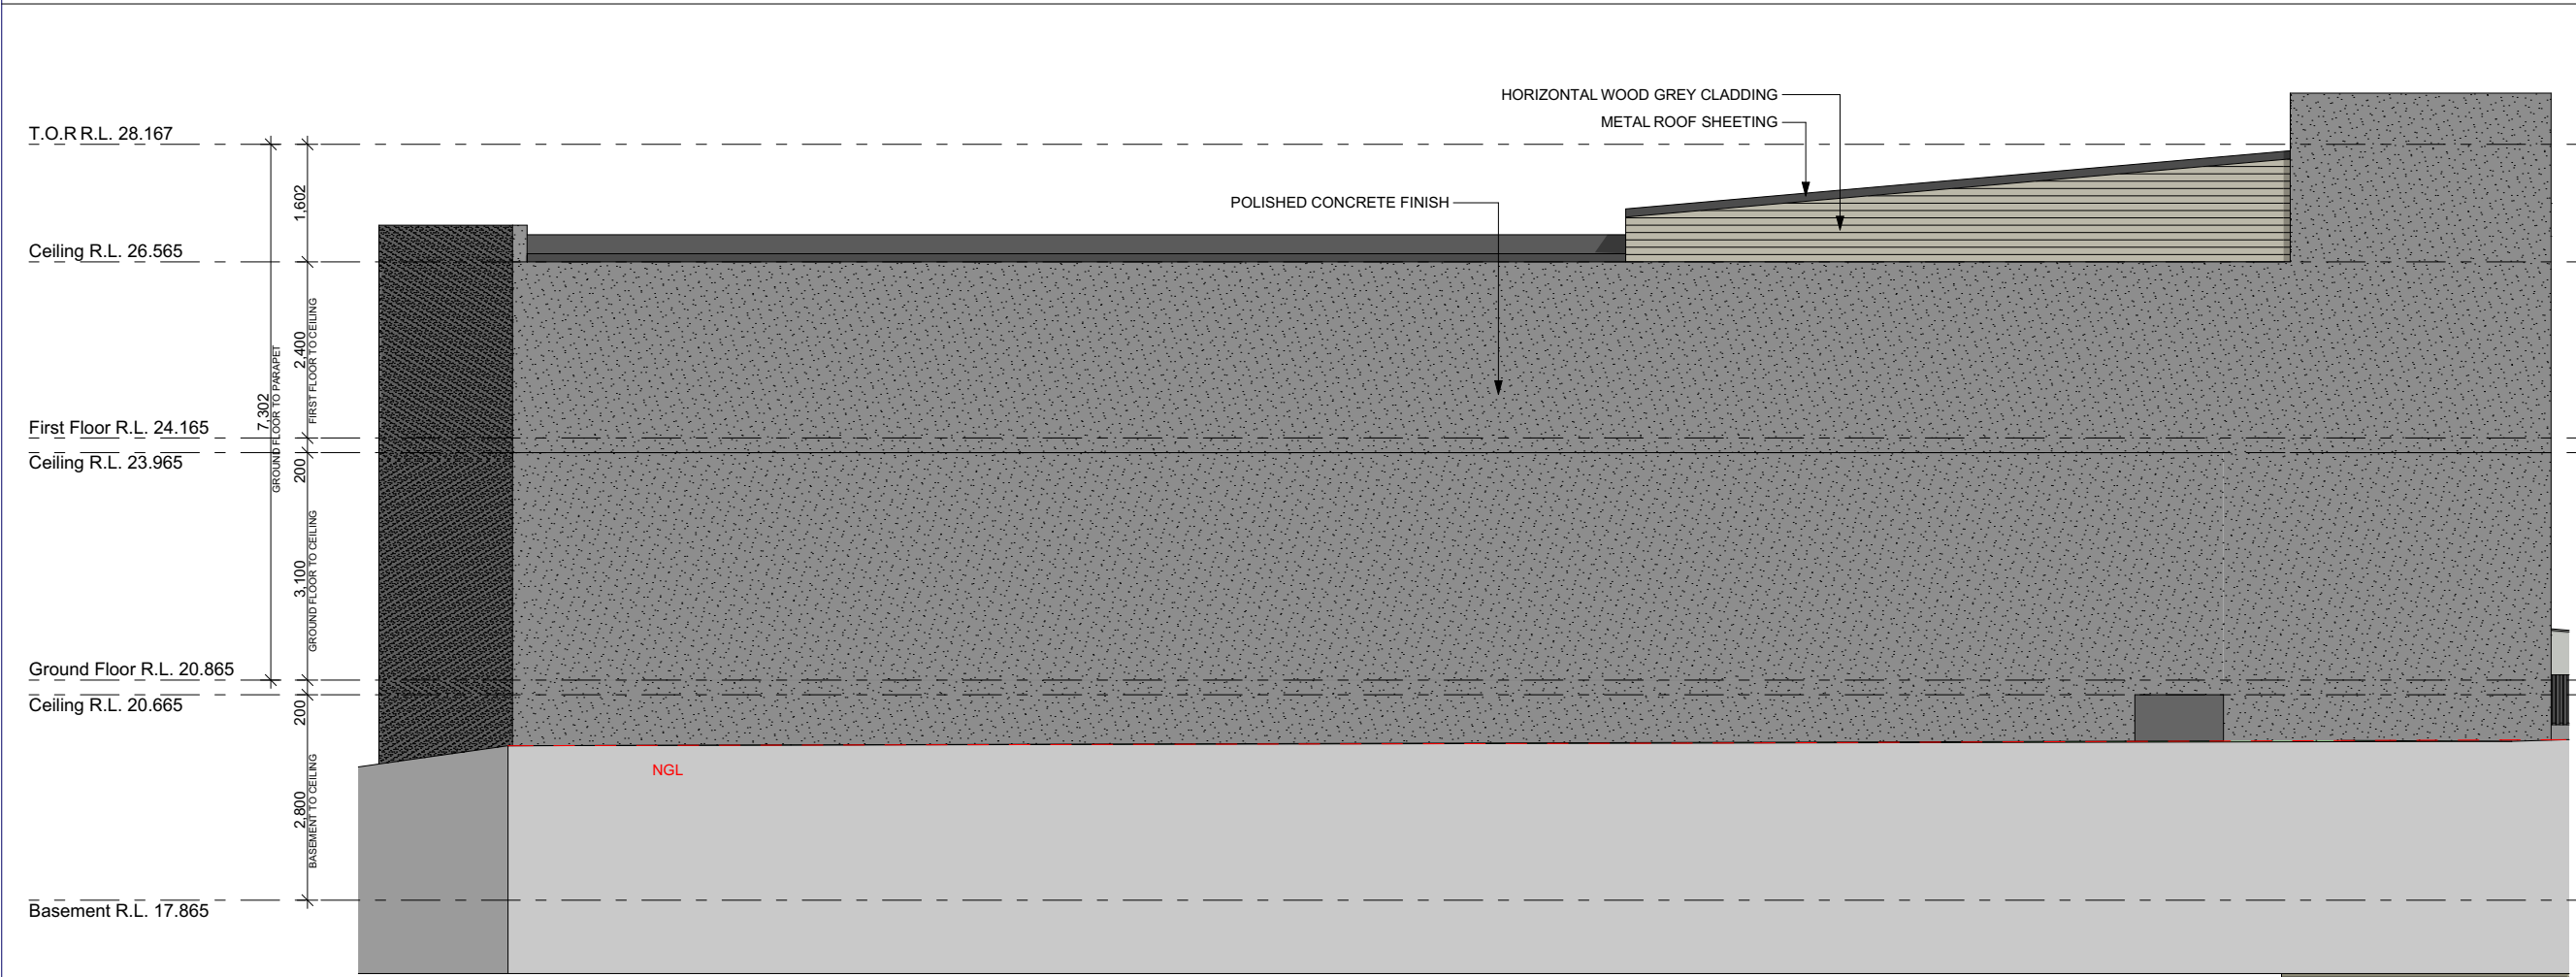 HORIZONTAL WOOD GREY CLADDING
METAL ROOF SHEETING
POLISHED CONCRETE FINISH
T.O.R R.L. 28.167
1,602
Ceiling R.L. 26.565
2,400
FIRST FLOOR TO CEILING
7,302
GROUND FLOOR TO PARAPET
First Floor R.L. 24.165
Ceiling R.L. 23.965
200
3,100
GROUND FLOOR TO CEILING
Ground Floor R.L. 20.865
Ceiling R.L. 20.665
200
NGL
2,800
BASEMENT TO CEILING
Basement R.L. 17.865